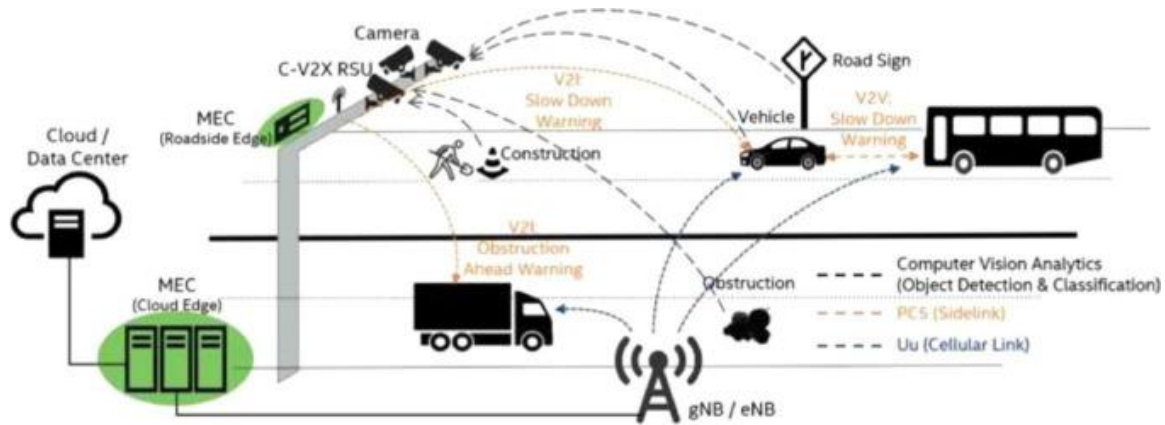 Camera
C-V2X RSU
MEC
(Roadside Edge)
Cloud /
Data Center
V2I:
Slow Down
Warning
Road Sign
Vehicle
V2V:
Slow Down
Warning
Construction
V2I:
Obstruction
Ahead Warning
MEC
(Cloud Edge)
Obstruction
gNB / eNB
Computer Vision Analytics
(Object Detection & Classification)
PC5 (Sidelink)
Uu (Cellular Link)